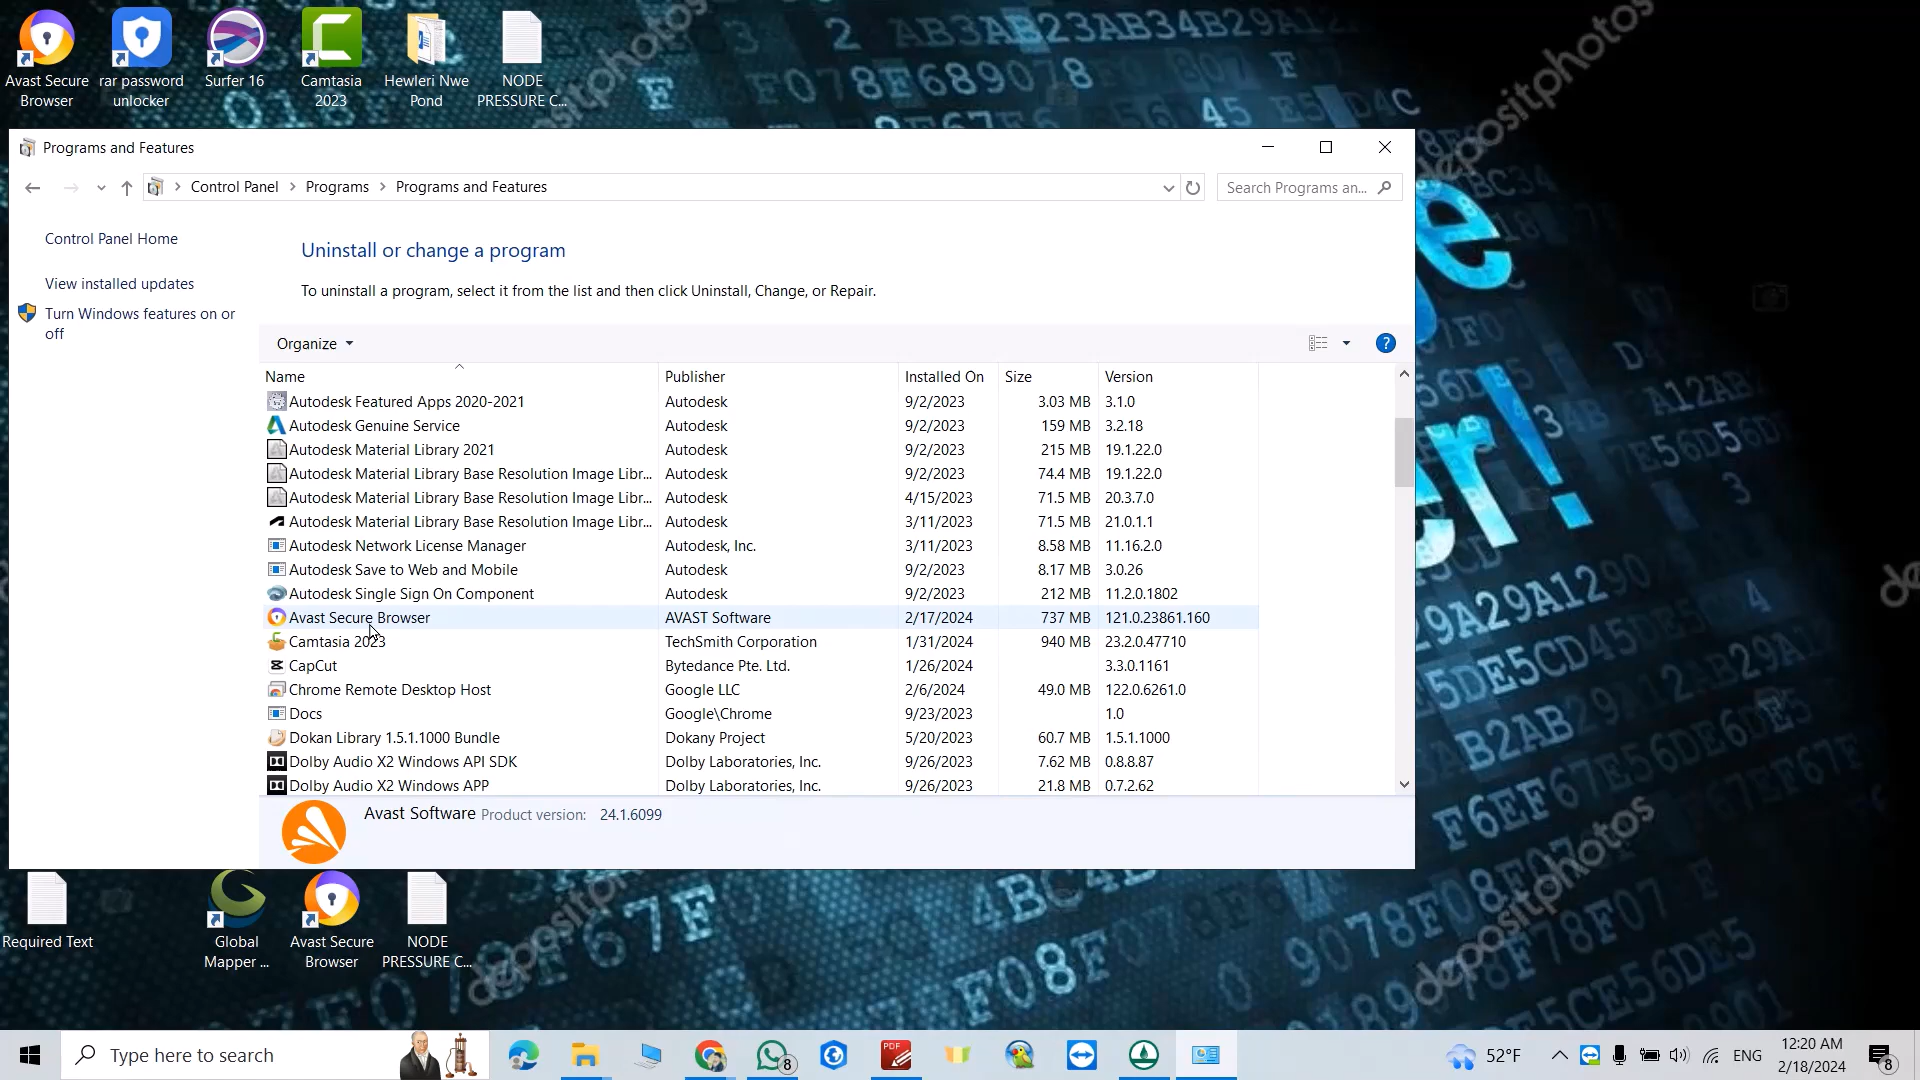 Avast Secure Browser
rar password unlocker
Surfer 16
Camtasia 2023
Hewleri Nwe Pond
NODE PRESSURE C...
Programs and Features
Control Panel > Programs > Programs and Features
Search Programs an...
Control Panel Home
View installed updates
Turn Windows features on or off
Uninstall or change a program
To uninstall a program, select it from the list and then click Uninstall, Change, or Repair.
Organize
Name Publisher Installed On Size Version
Autodesk Featured Apps 2020-2021 Autodesk 9/2/2023 3.03 MB 3.1.0
Autodesk Genuine Service Autodesk 9/2/2023 159 MB 3.2.18
Autodesk Material Library 2021 Autodesk 9/2/2023 215 MB 19.1.22.0
Autodesk Material Library Base Resolution Image Libr... Autodesk 9/2/2023 74.4 MB 19.1.22.0
Autodesk Material Library Base Resolution Image Libr... Autodesk 4/15/2023 71.5 MB 20.3.7.0
Autodesk Material Library Base Resolution Image Libr... Autodesk 3/11/2023 71.5 MB 21.0.1.1
Autodesk Network License Manager Autodesk, Inc. 3/11/2023 8.58 MB 11.16.2.0
Autodesk Save to Web and Mobile Autodesk 9/2/2023 8.17 MB 3.0.26
Autodesk Single Sign On Component Autodesk 9/2/2023 212 MB 11.2.0.1802
Avast Secure Browser AVAST Software 2/17/2024 737 MB 121.0.23861.160
Camtasia 2023 TechSmith Corporation 1/31/2024 940 MB 23.2.0.47710
CapCut Bytedance Pte. Ltd. 1/26/2024 3.3.0.1161
Chrome Remote Desktop Host Google LLC 2/6/2024 49.0 MB 122.0.6261.0
Docs Google\Chrome 9/23/2023 1.0
Dokan Library 1.5.1.1000 Bundle Dokany Project 5/20/2023 60.7 MB 1.5.1.1000
Dolby Audio X2 Windows API SDK Dolby Laboratories, Inc. 9/26/2023 7.62 MB 0.8.8.87
Dolby Audio X2 Windows APP Dolby Laboratories, Inc. 9/26/2023 21.8 MB 0.7.2.62
Avast Software Product version: 24.1.6099
Required Text
Global Mapper ...
Avast Secure Browser
NODE PRESSURE C...
depositphotos
Type here to search
PDF
8
52°F
ENG
12:20 AM
2/18/2024
8